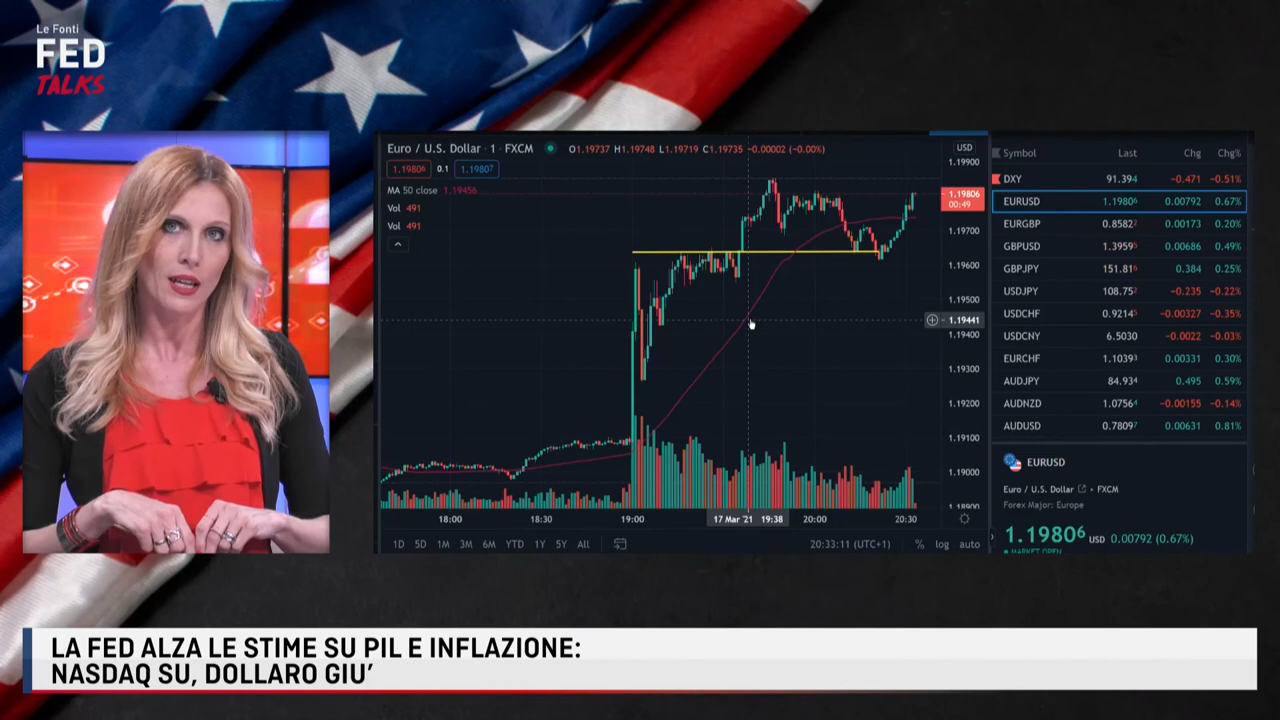 Le Fonti
FED
TALKS
Euro / U.S. Dollar · 1 · FXCM O1.19737 H1.19748 L1.19719 C1.19735 −0.00002 (−0.00%)
1.19806 0.1 1.19807
MA 50 close 1.19456
Vol 491
Vol 491
USD
1.19900
1.19806
00:49
1.19700
1.19600
1.19500
1.19441
1.19400
1.19300
1.19200
1.19100
1.19000
1.18900
18:00 18:30 19:00 17 Mar '21 19:38 20:00 20:30
1D 5D 1M 3M 6M YTD 1Y 5Y All 20:33:11 (UTC+1) % log auto
Symbol Last Chg Chg%
DXY 91.394 −0.471 −0.51%
EURUSD 1.19806 0.00792 0.67%
EURGBP 0.85822 0.00173 0.20%
GBPUSD 1.39595 0.00686 0.49%
GBPJPY 151.816 0.384 0.25%
USDJPY 108.752 −0.235 −0.22%
USDCHF 0.92145 −0.00327 −0.35%
USDCNY 6.5030 −0.0022 −0.03%
EURCHF 1.10393 0.00331 0.30%
AUDJPY 84.934 0.495 0.59%
AUDNZD 1.07564 −0.00155 −0.14%
AUDUSD 0.78097 0.00631 0.81%
EURUSD
Euro / U.S. Dollar • FXCM
Forex Major: Europe
1.19806 USD 0.00792 (0.67%)
• MARKET OPEN
LA FED ALZA LE STIME SU PIL E INFLAZIONE:
NASDAQ SU, DOLLARO GIU'